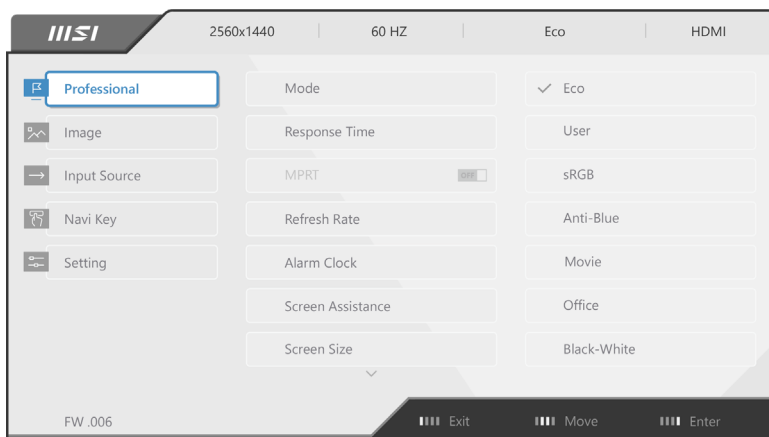 msi 2560x1440 60 HZ Eco HDMI
Professional Mode Eco
Image Response Time User
Input Source MPRT OFF sRGB
Navi Key Refresh Rate Anti-Blue
Setting Alarm Clock Movie
Screen Assistance Office
Screen Size Black-White
FW .006 Exit Move Enter